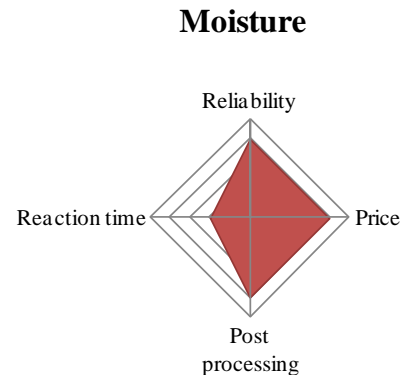 Moisture
Reliability
Reaction time
Price
Post
processing